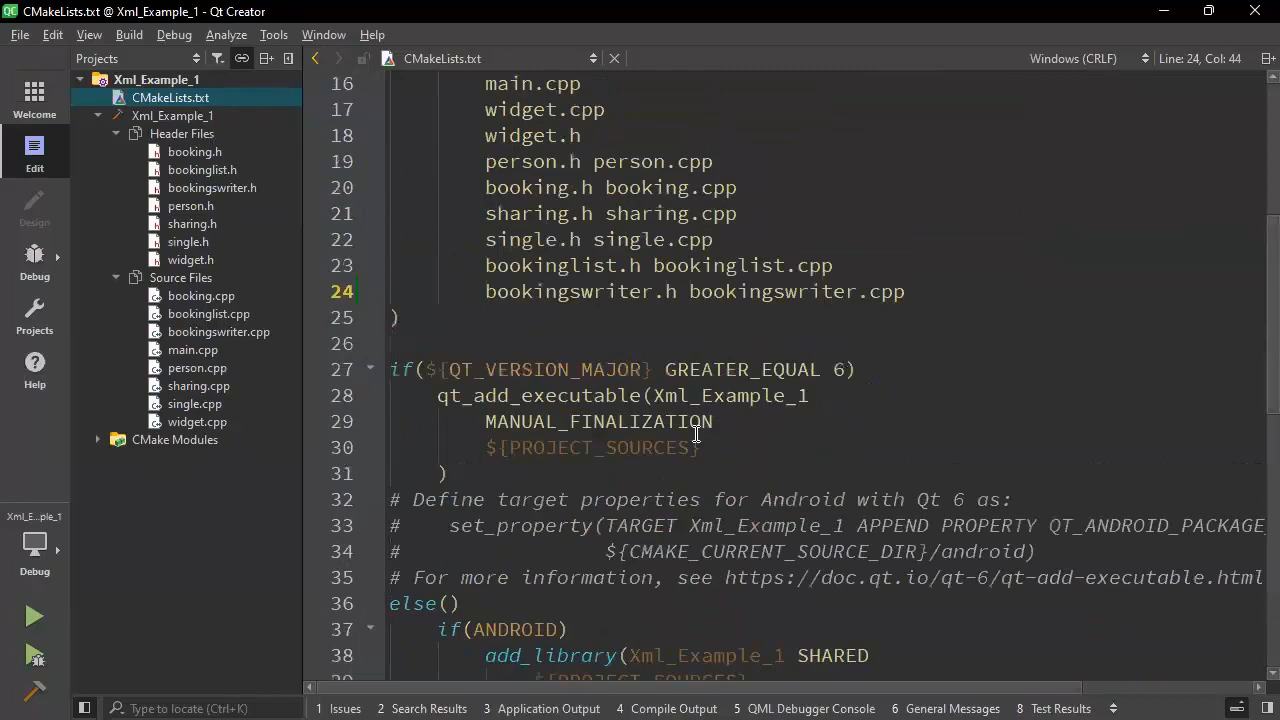 CMakeLists.txt @ Xml_Example_1 - Qt Creator
File Edit View Build Debug Analyze Tools Window Help
Projects
CMakeLists.txt
Windows (CRLF)
Line: 24, Col: 44
Welcome
Edit
Design
Debug
Projects
Help
Xml_E...ple_1
Debug
Xml_Example_1
CMakeLists.txt
Xml_Example_1
Header Files
booking.h
bookinglist.h
bookingswriter.h
person.h
sharing.h
single.h
widget.h
Source Files
booking.cpp
bookinglist.cpp
bookingswriter.cpp
main.cpp
person.cpp
sharing.cpp
single.cpp
widget.cpp
CMake Modules
16 main.cpp
17 widget.cpp
18 widget.h
19 person.h person.cpp
20 booking.h booking.cpp
21 sharing.h sharing.cpp
22 single.h single.cpp
23 bookinglist.h bookinglist.cpp
24 bookingswriter.h bookingswriter.cpp
25 )
26
27 if(${QT_VERSION_MAJOR} GREATER_EQUAL 6)
28 qt_add_executable(Xml_Example_1
29 MANUAL_FINALIZATION
30 ${PROJECT_SOURCES}
31 )
32 # Define target properties for Android with Qt 6 as:
33 # set_property(TARGET Xml_Example_1 APPEND PROPERTY QT_ANDROID_PACKAGE_
34 # ${CMAKE_CURRENT_SOURCE_DIR}/android)
35 # For more information, see https://doc.qt.io/qt-6/qt-add-executable.html
36 else()
37 if(ANDROID)
38 add_library(Xml_Example_1 SHARED
39 ${PROJECT_SOURCES}
Type to locate (Ctrl+K)
1 Issues 2 Search Results 3 Application Output 4 Compile Output 5 QML Debugger Console 6 General Messages 8 Test Results